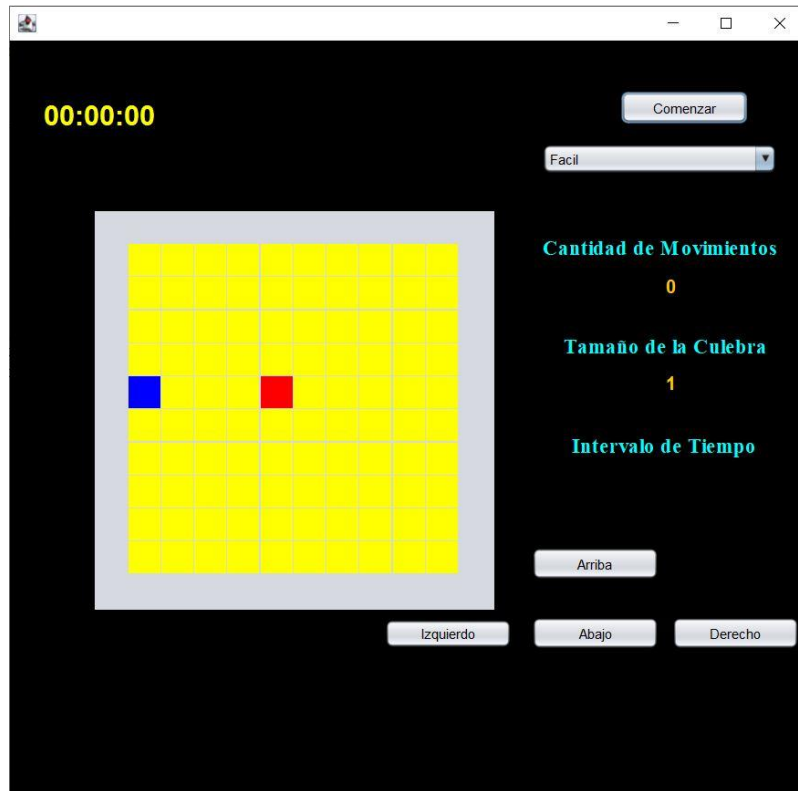 00:00:00
Comenzar
Facil
Cantidad de Movimientos
0
Tamaño de la Culebra
1
Intervalo de Tiempo
Arriba
Izquierdo
Abajo
Derecho